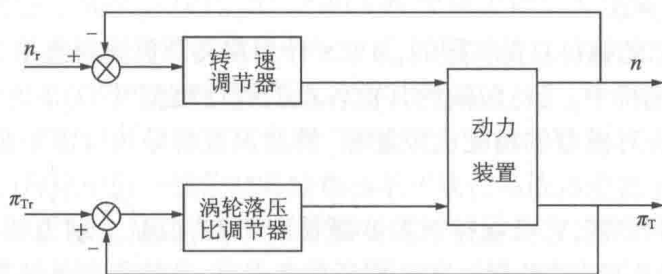 −
n_r
+
转 速
调节器
n
动力
装置
π_Tr
+
涡轮落压
比调节器
π_T
−